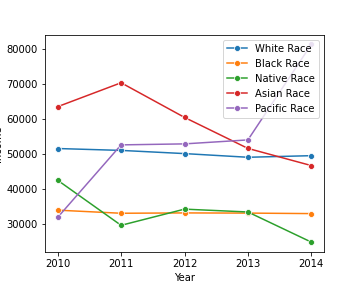 80000
70000
60000
50000
40000
30000
White Race
Black Race
Native Race
Asian Race
Pacific Race
2010 2011 2012 2013 2014
Year